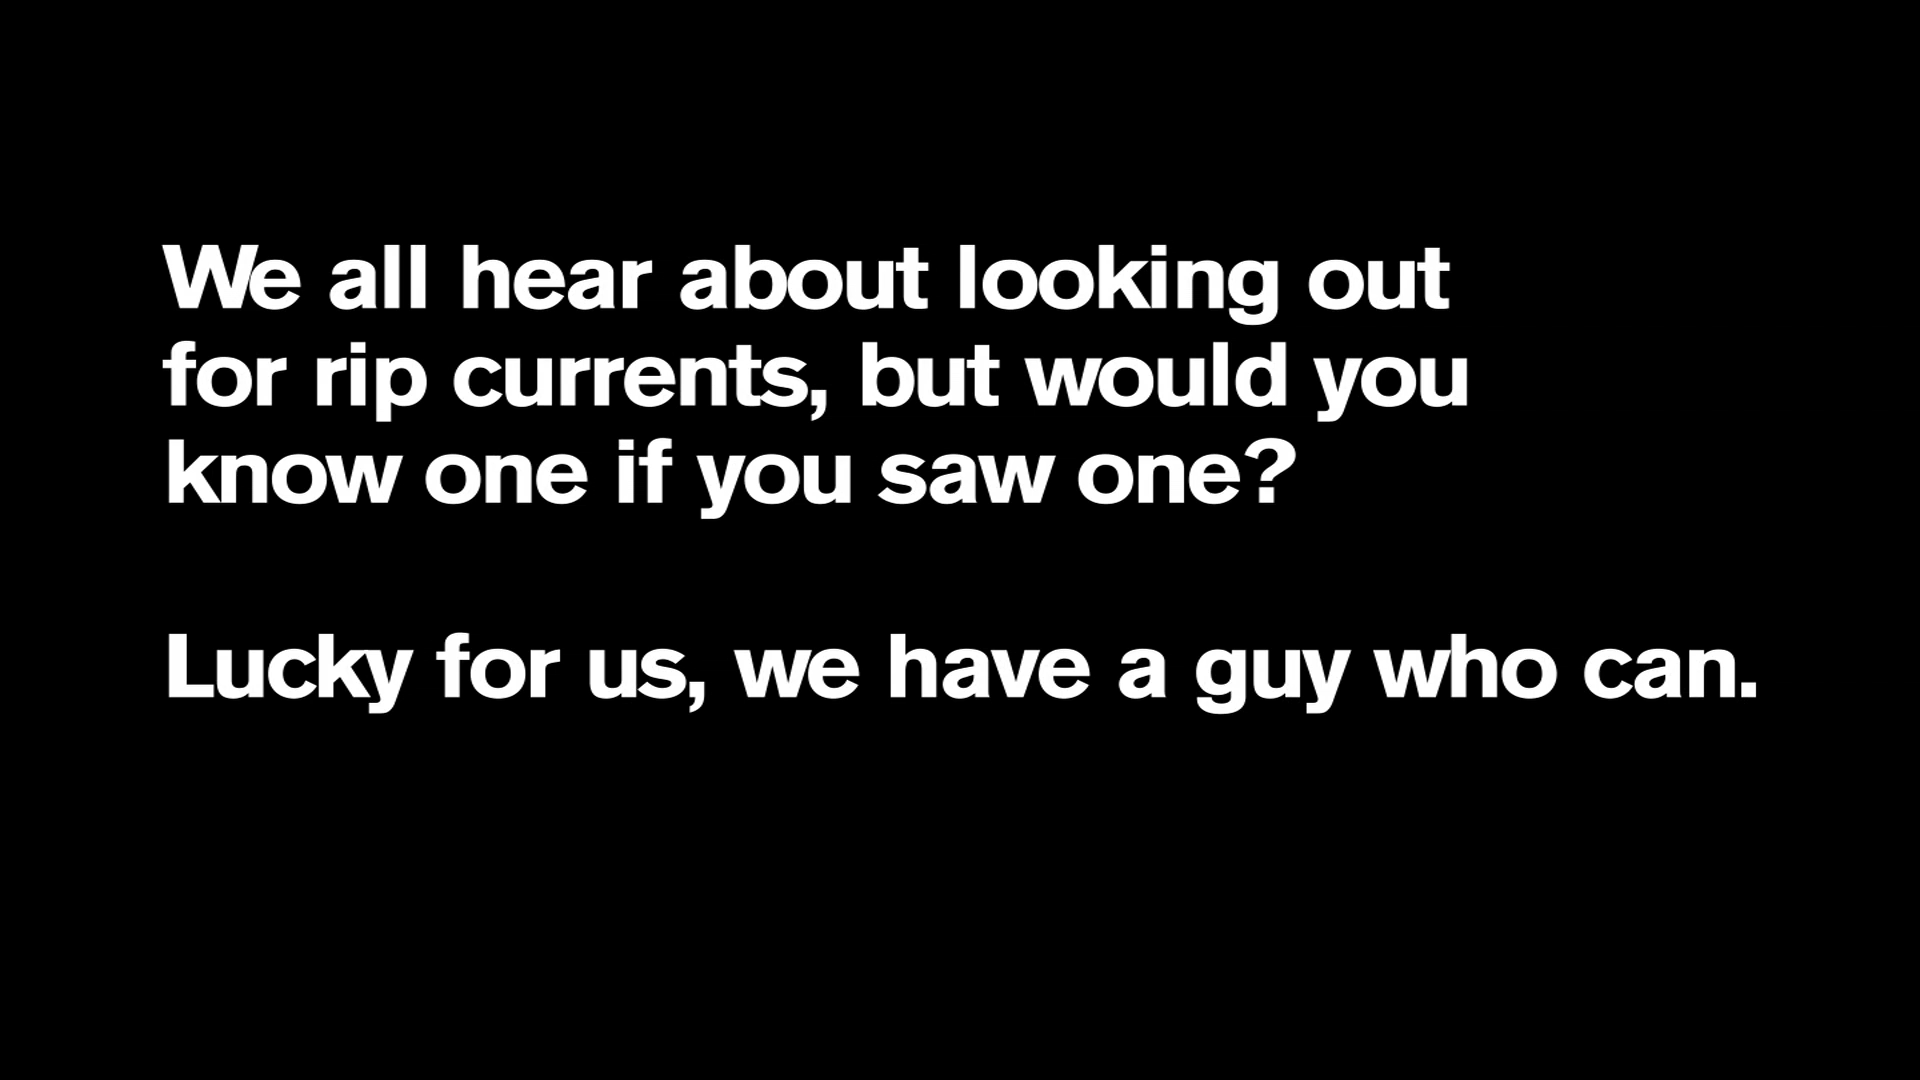 We all hear about looking out
for rip currents, but would you
know one if you saw one?
Lucky for us, we have a guy who can.